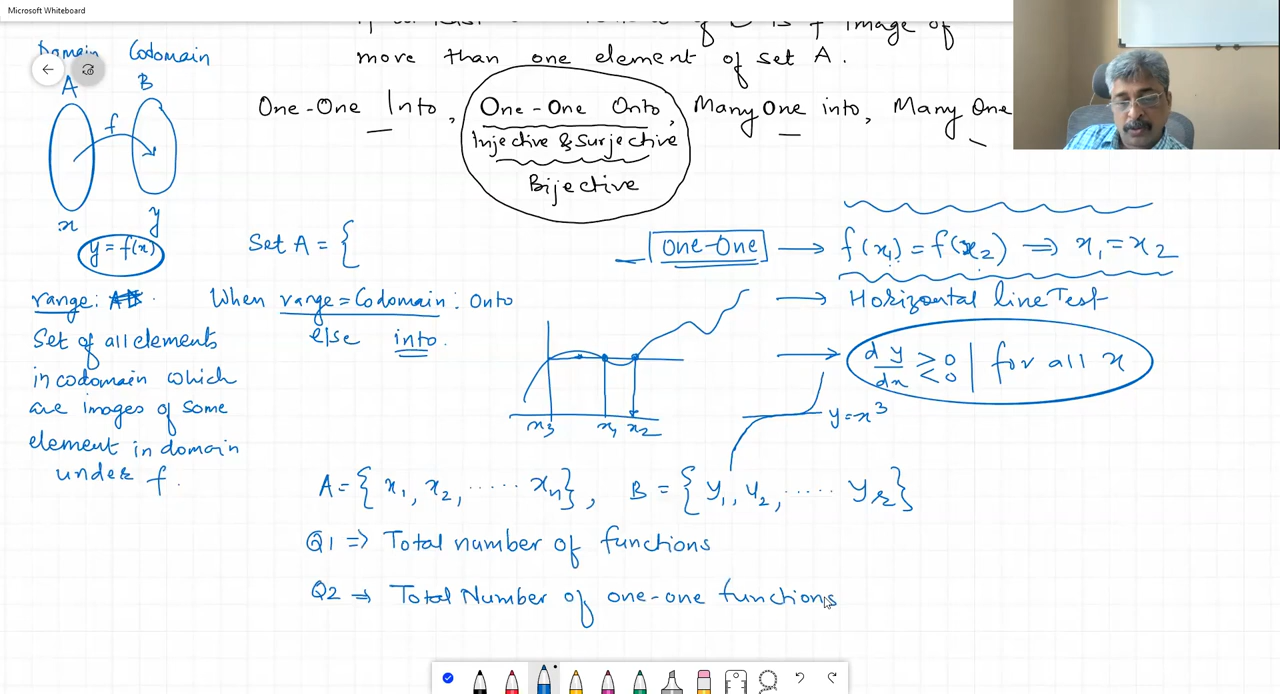 Microsoft Whiteboard
image of
more than one element of set A.
Domain Codomain
A B
f
x y
y = f(x)
One-One Into, One-One Onto, Many One into, Many One
Injective & Surjective
Bijective
Set A = {
One-One → f(x₁) = f(x₂) ⇒ x₁ = x₂
range:
Set of all elements
in codomain which
are images of some
element in domain
under f.
When range = Codomain : Onto
else into.
→ Horizontal line Test
→ dy/dx ≥ 0 < 0 | for all x
x₃ x₁ x₂
y = x³
A = { x₁, x₂, ...... xₙ }, B = { y₁, y₂, ..... yᵣ }
Q1 ⇒ Total number of functions
Q2 ⇒ Total Number of one-one functions